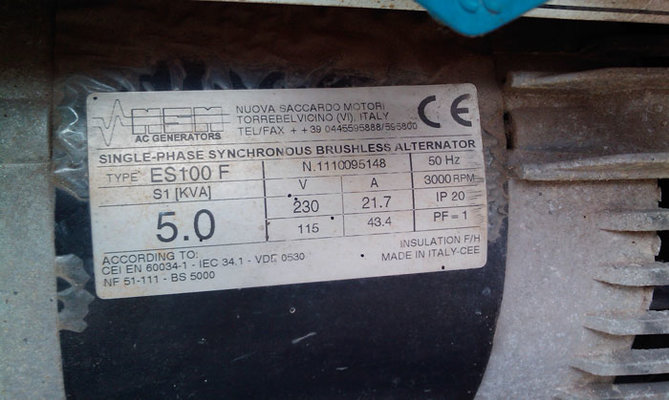 NSM
AC GENERATORS
NUOVA SACCARDO MOTORI
TORREBELVICINO (VI), ITALY
TEL/FAX ++39 0445595888/595800
CE
SINGLE-PHASE SYNCHRONOUS BRUSHLESS ALTERNATOR
TYPE ES100 F N.1110095148 50 Hz
S1 [KVA] V A 3000 RPM
5.0 230 21.7 IP 20
115 43.4 PF=1
ACCORDING TO: INSULATION F/H
CEI EN 60034-1 - IEC 34.1 - VDE 0530 MADE IN ITALY-CEE
NF 51-111 - BS 5000